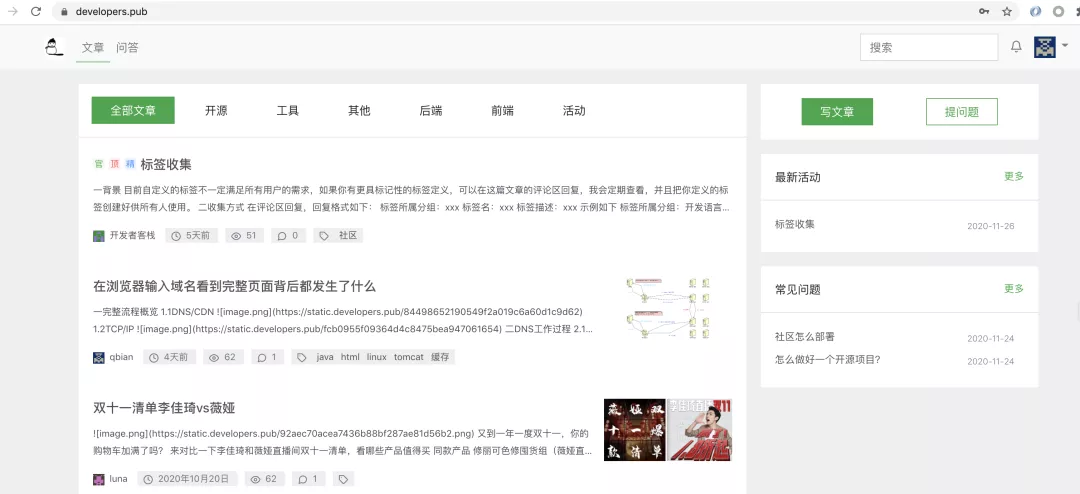 developers.pub
文章 问答 搜索
全部文章 开源 工具 其他 后端 前端 活动
写文章 提问题
官 顶 精 标签收集
一背景 目前自定义的标签不一定满足所有用户的需求，如果你有更具标记性的标签定义，可以在这篇文章的评论区回复，我会定期查看，并且把你定义的标
签创建好供所有人使用。 二收集方式 在评论区回复，回复格式如下： 标签所属分组：xxx 标签名：xxx 标签描述：xxx 示例如下 标签所属分组：开发语言...
开发者客栈 5天前 51 0 社区
在浏览器输入域名看到完整页面背后都发生了什么
一完整流程概览 1.1DNS/CDN ![image.png](https://static.developers.pub/84498652190549f2a019c6a60d1c9d62)
1.2TCP/IP ![image.png](https://static.developers.pub/fcb0955f09364d4c8475bea947061654) 二DNS工作过程 2.1...
qbian 4天前 62 1 java html linux tomcat 缓存
双十一清单李佳琦vs薇娅
![image.png](https://static.developers.pub/92aec70acea7436b88bf287ae81d56b2.png) 又到一年一度双十一，你的
购物车加满了吗？ 来对比一下李佳琦和薇娅直播间双十一清单，看哪些产品值得买 同款产品 修丽可色修囤货组（薇娅直...
薇 娅 双
十 一 爆
款 清 单
luna 2020年10月20日 62 1
最新活动 更多
标签收集 2020-11-26
常见问题 更多
社区怎么部署 2020-11-24
怎么做好一个开源项目? 2020-11-24